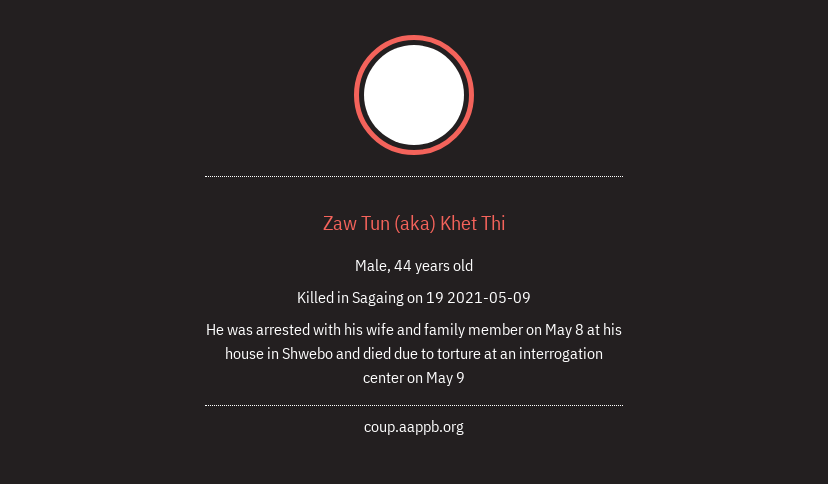 Zaw Tun (aka) Khet Thi
Male, 44 years old
Killed in Sagaing on 19 2021-05-09
He was arrested with his wife and family member on May 8 at his
house in Shwebo and died due to torture at an interrogation
center on May 9
coup.aappb.org